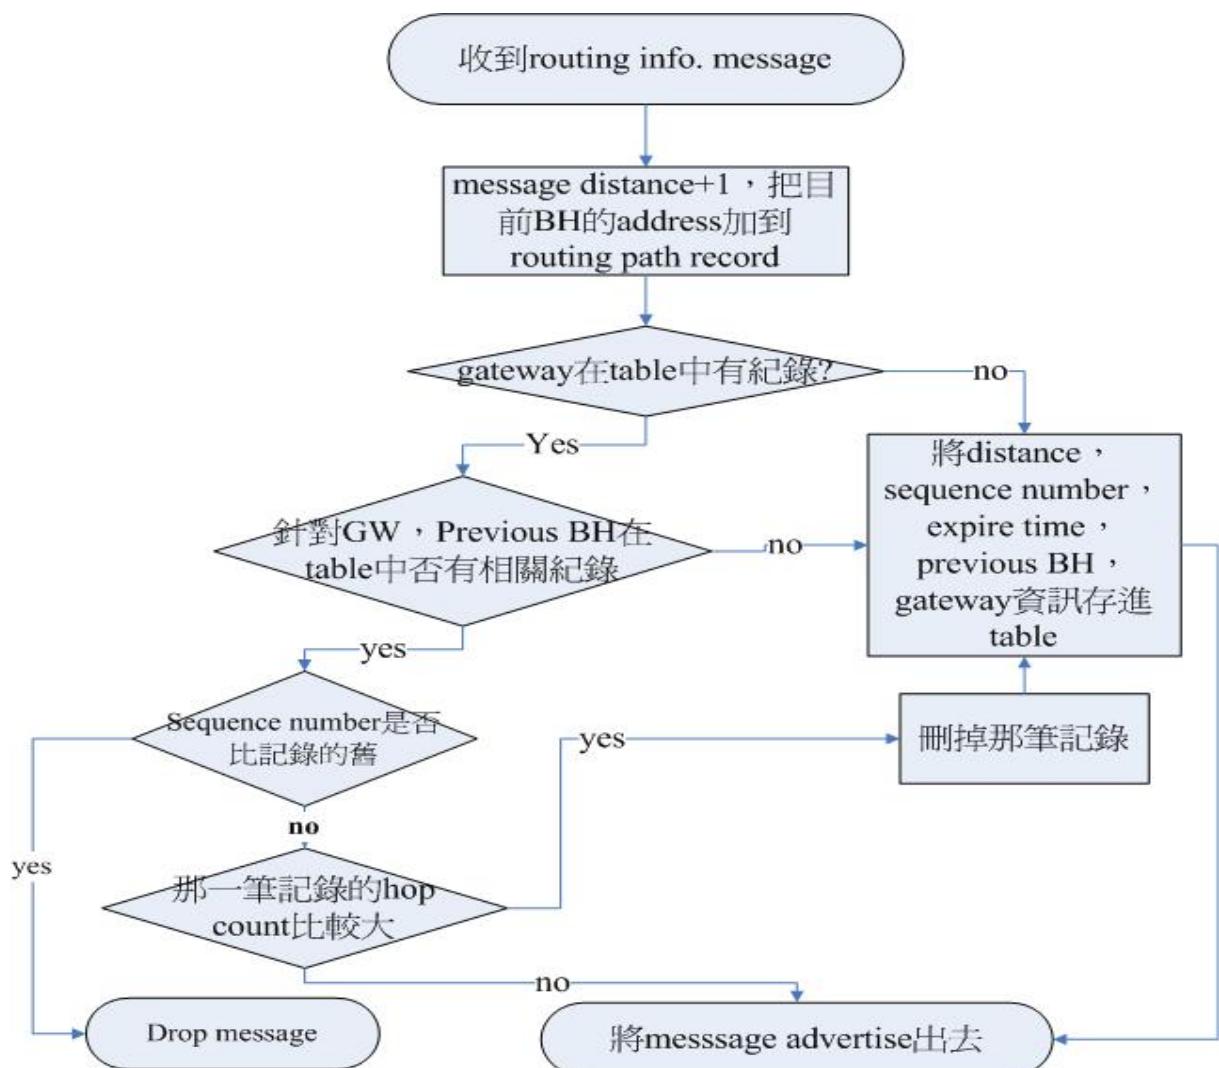 收到routing info. message
message distance+1，把目
前BH的address加到
routing path record
gateway在table中有紀錄?
no
Yes
將distance，
sequence number，
expire time，
previous BH，
gateway資訊存進
table
針對GW，Previous BH在
table中否有相關紀錄
no
yes
Sequence number是否
比記錄的舊
yes
刪掉那筆記錄
no
yes
那一筆記錄的hop
count比較大
no
Drop message
將messsage advertise出去